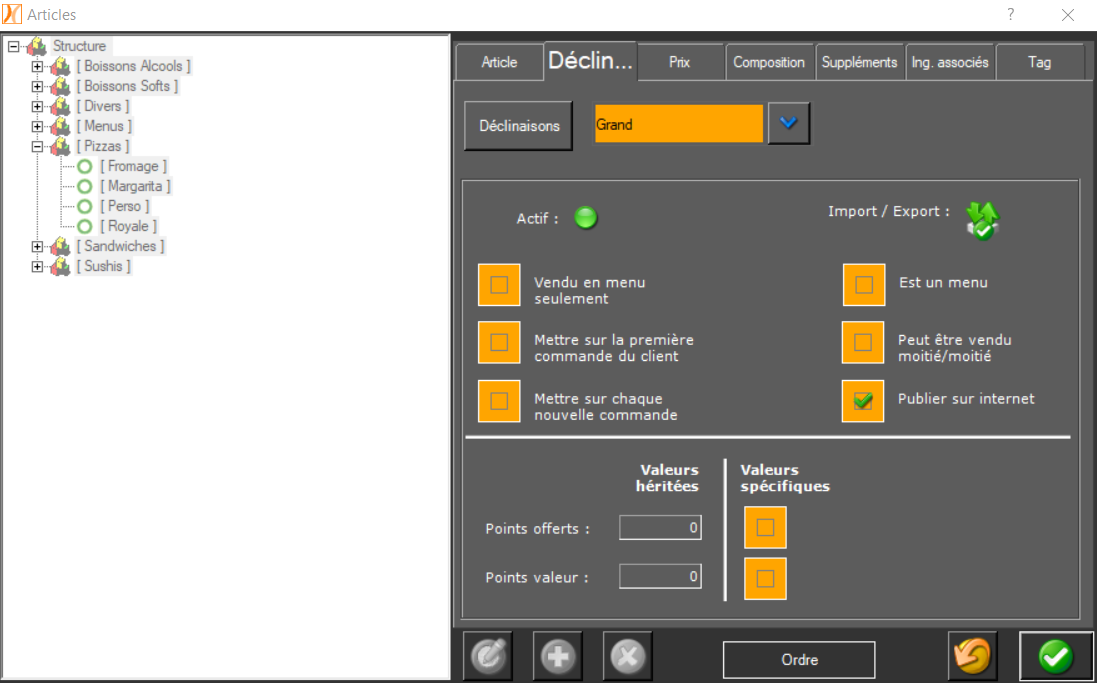 Articles
?
Structure
[ Boissons Alcools ]
[ Boissons Softs ]
[ Divers ]
[ Menus ]
[ Pizzas ]
[ Fromage ]
[ Margarita ]
[ Perso ]
[ Royale ]
[ Sandwiches ]
[ Sushis ]
Article
Déclin...
Prix
Composition
Suppléments
Ing. associés
Tag
Déclinaisons
Grand
Actif :
Import / Export :
Vendu en menu
seulement
Est un menu
Mettre sur la première
commande du client
Peut être vendu
moitié/moitié
Mettre sur chaque
nouvelle commande
Publier sur internet
Valeurs
héritées
Valeurs
spécifiques
Points offerts :
0
Points valeur :
0
Ordre